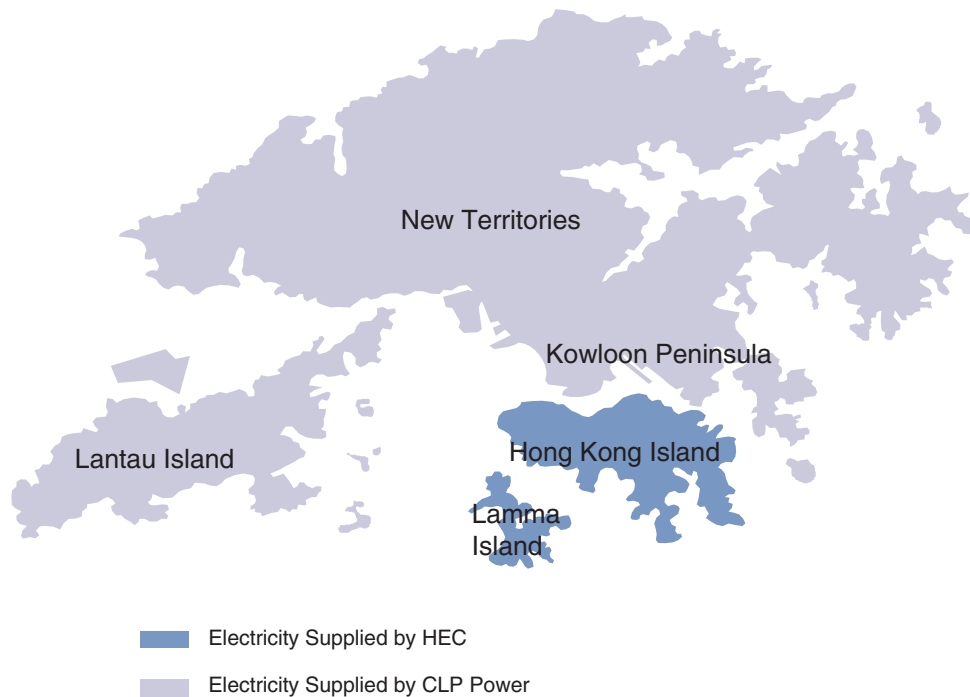 New Territories
Kowloon Peninsula
Lantau Island
Hong Kong Island
Lamma
Island
Electricity Supplied by HEC
Electricity Supplied by CLP Power